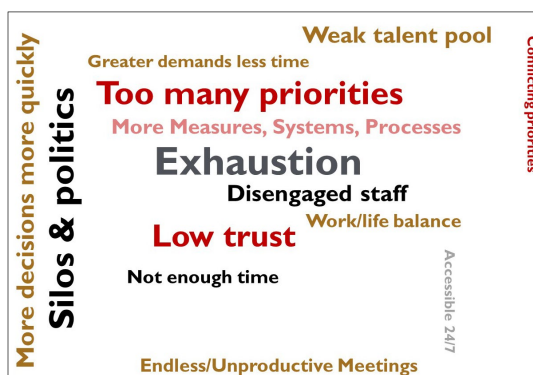 Weak talent pool
Greater demands less time
Too many priorities
More Measures, Systems, Processes
Exhaustion
Disengaged staff
Work/life balance
Low trust
Not enough time
Endless/Unproductive Meetings
More decisions more quickly
Silos & politics
Accessible 24/7
Conflicting priorities